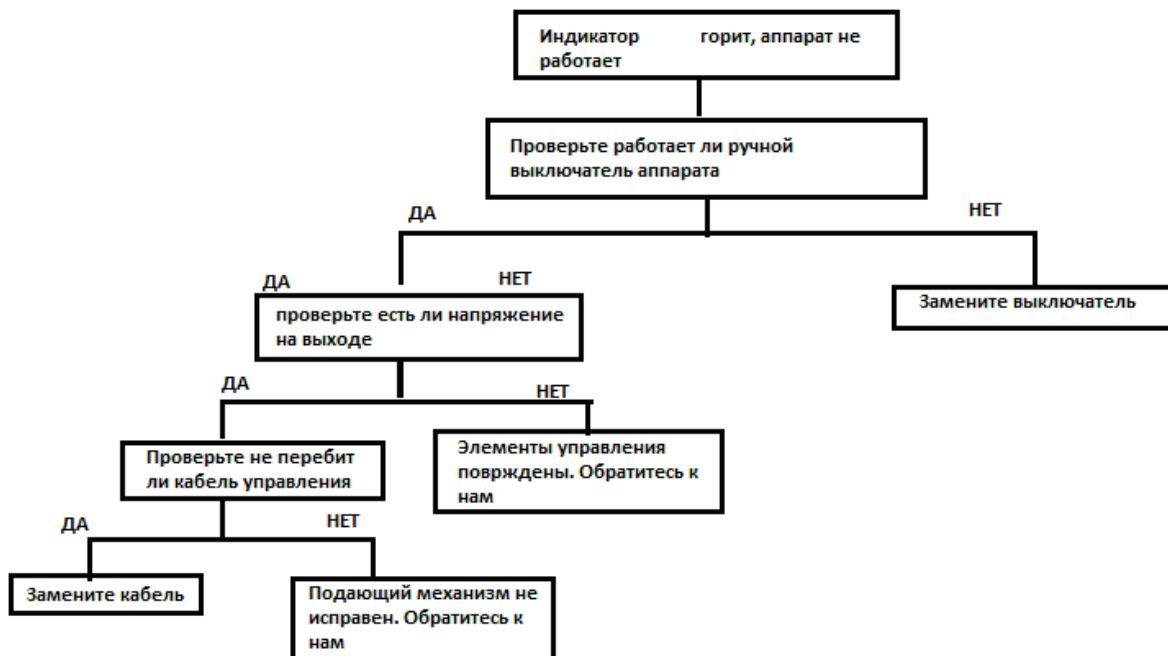 Индикатор горит, аппарат не
работает
Проверьте работает ли ручной
выключатель аппарата
ДА
НЕТ
ДА
НЕТ
проверьте есть ли напряжение
на выходе
Замените выключатель
ДА
НЕТ
Проверьте не перебит
ли кабель управления
Элементы управления
поврждены. Обратитесь к
нам
ДА
НЕТ
Замените кабель
Подающий механизм не
исправен. Обратитесь к
нам